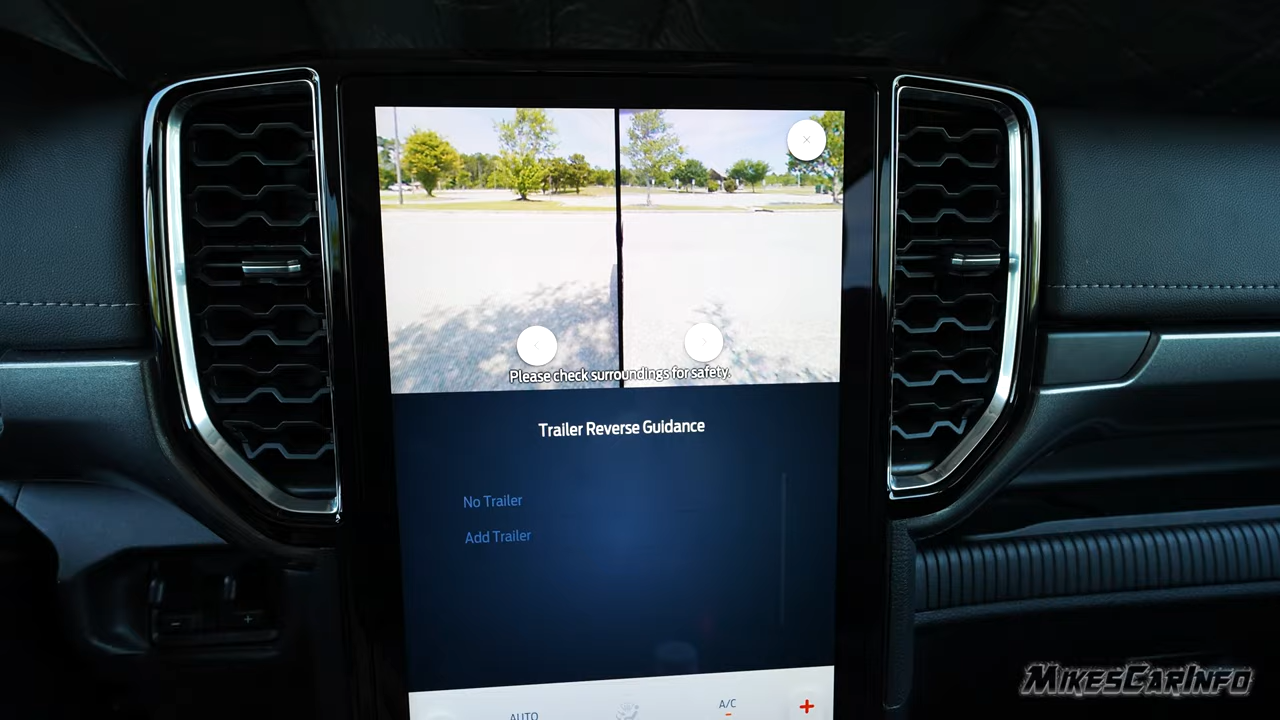 Please check surroundings for safety.
Trailer Reverse Guidance
No Trailer
Add Trailer
AUTO
A/C
MIKESCARINFO